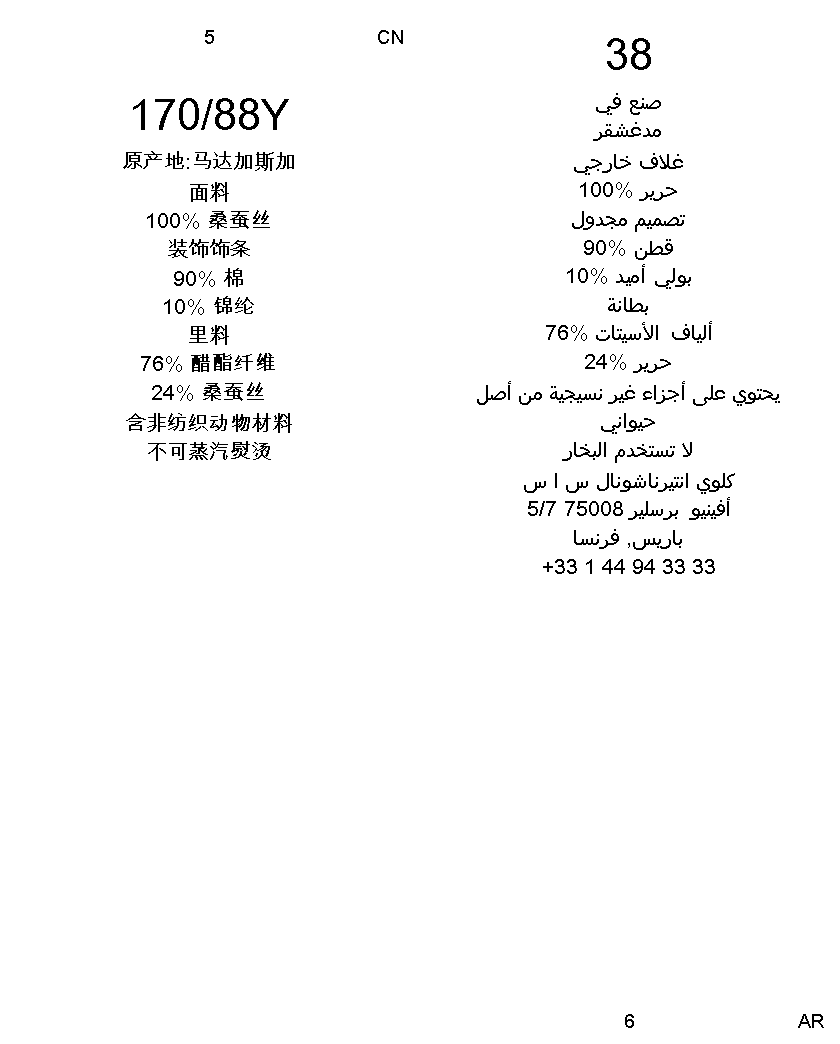 5
CN
170/88Y
原产地:马达加斯加
面料
100% 桑蚕丝
装饰饰条
90% 棉
10% 锦纶
里料
76% 醋酯纤维
24% 桑蚕丝
含非纺织动物材料
不可蒸汽熨烫
38
صنع في
مدغشقر
غلاف خارجي
100% حرير
تصميم مجدول
90% قطن
10% بولي أميد
بطانة
76% ألياف الأسيتات
24% حرير
يحتوي على أجزاء غير نسيجية من أصل
حيواني
لا تستخدم البخار
كلوي انتيرناشونال س ا س
5/7 أفينيو برسلير 75008
باريس, فرنسا
+33 1 44 94 33 33
6
AR